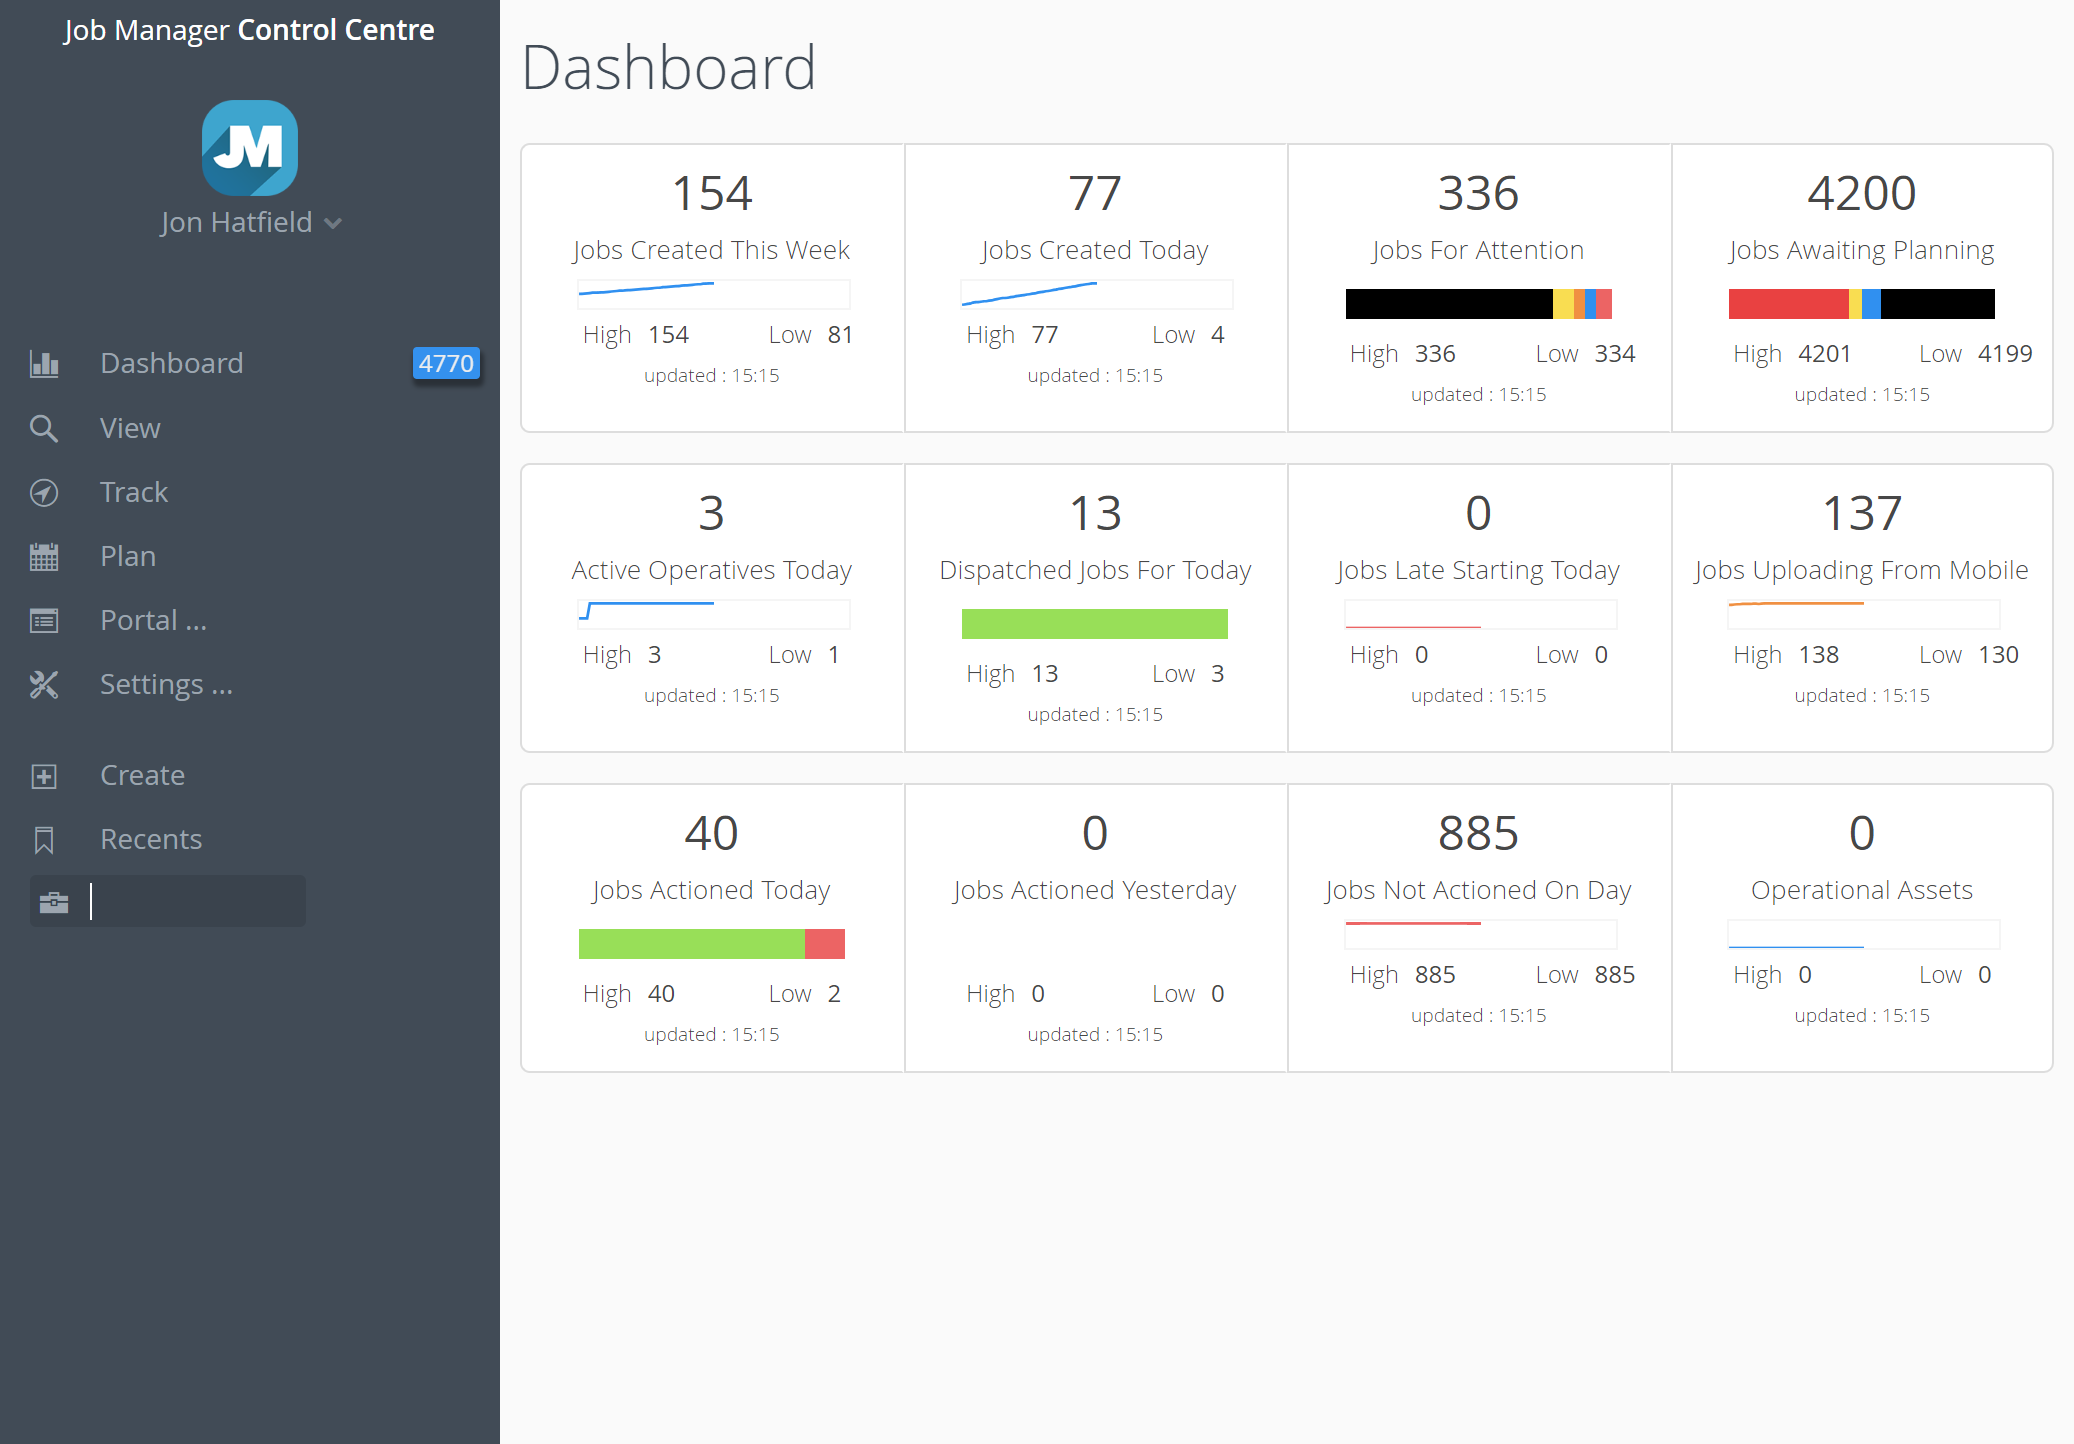 Job Manager Control Centre
JM
Jon Hatfield
Dashboard 4770
View
Track
Plan
Portal ...
Settings ...
Create
Recents
Dashboard
154
Jobs Created This Week
High 154 Low 81
updated : 15:15
77
Jobs Created Today
High 77 Low 4
updated : 15:15
336
Jobs For Attention
High 336 Low 334
updated : 15:15
4200
Jobs Awaiting Planning
High 4201 Low 4199
updated : 15:15
3
Active Operatives Today
High 3 Low 1
updated : 15:15
13
Dispatched Jobs For Today
High 13 Low 3
updated : 15:15
0
Jobs Late Starting Today
High 0 Low 0
updated : 15:15
137
Jobs Uploading From Mobile
High 138 Low 130
updated : 15:15
40
Jobs Actioned Today
High 40 Low 2
updated : 15:15
0
Jobs Actioned Yesterday
High 0 Low 0
updated : 15:15
885
Jobs Not Actioned On Day
High 885 Low 885
updated : 15:15
0
Operational Assets
High 0 Low 0
updated : 15:15